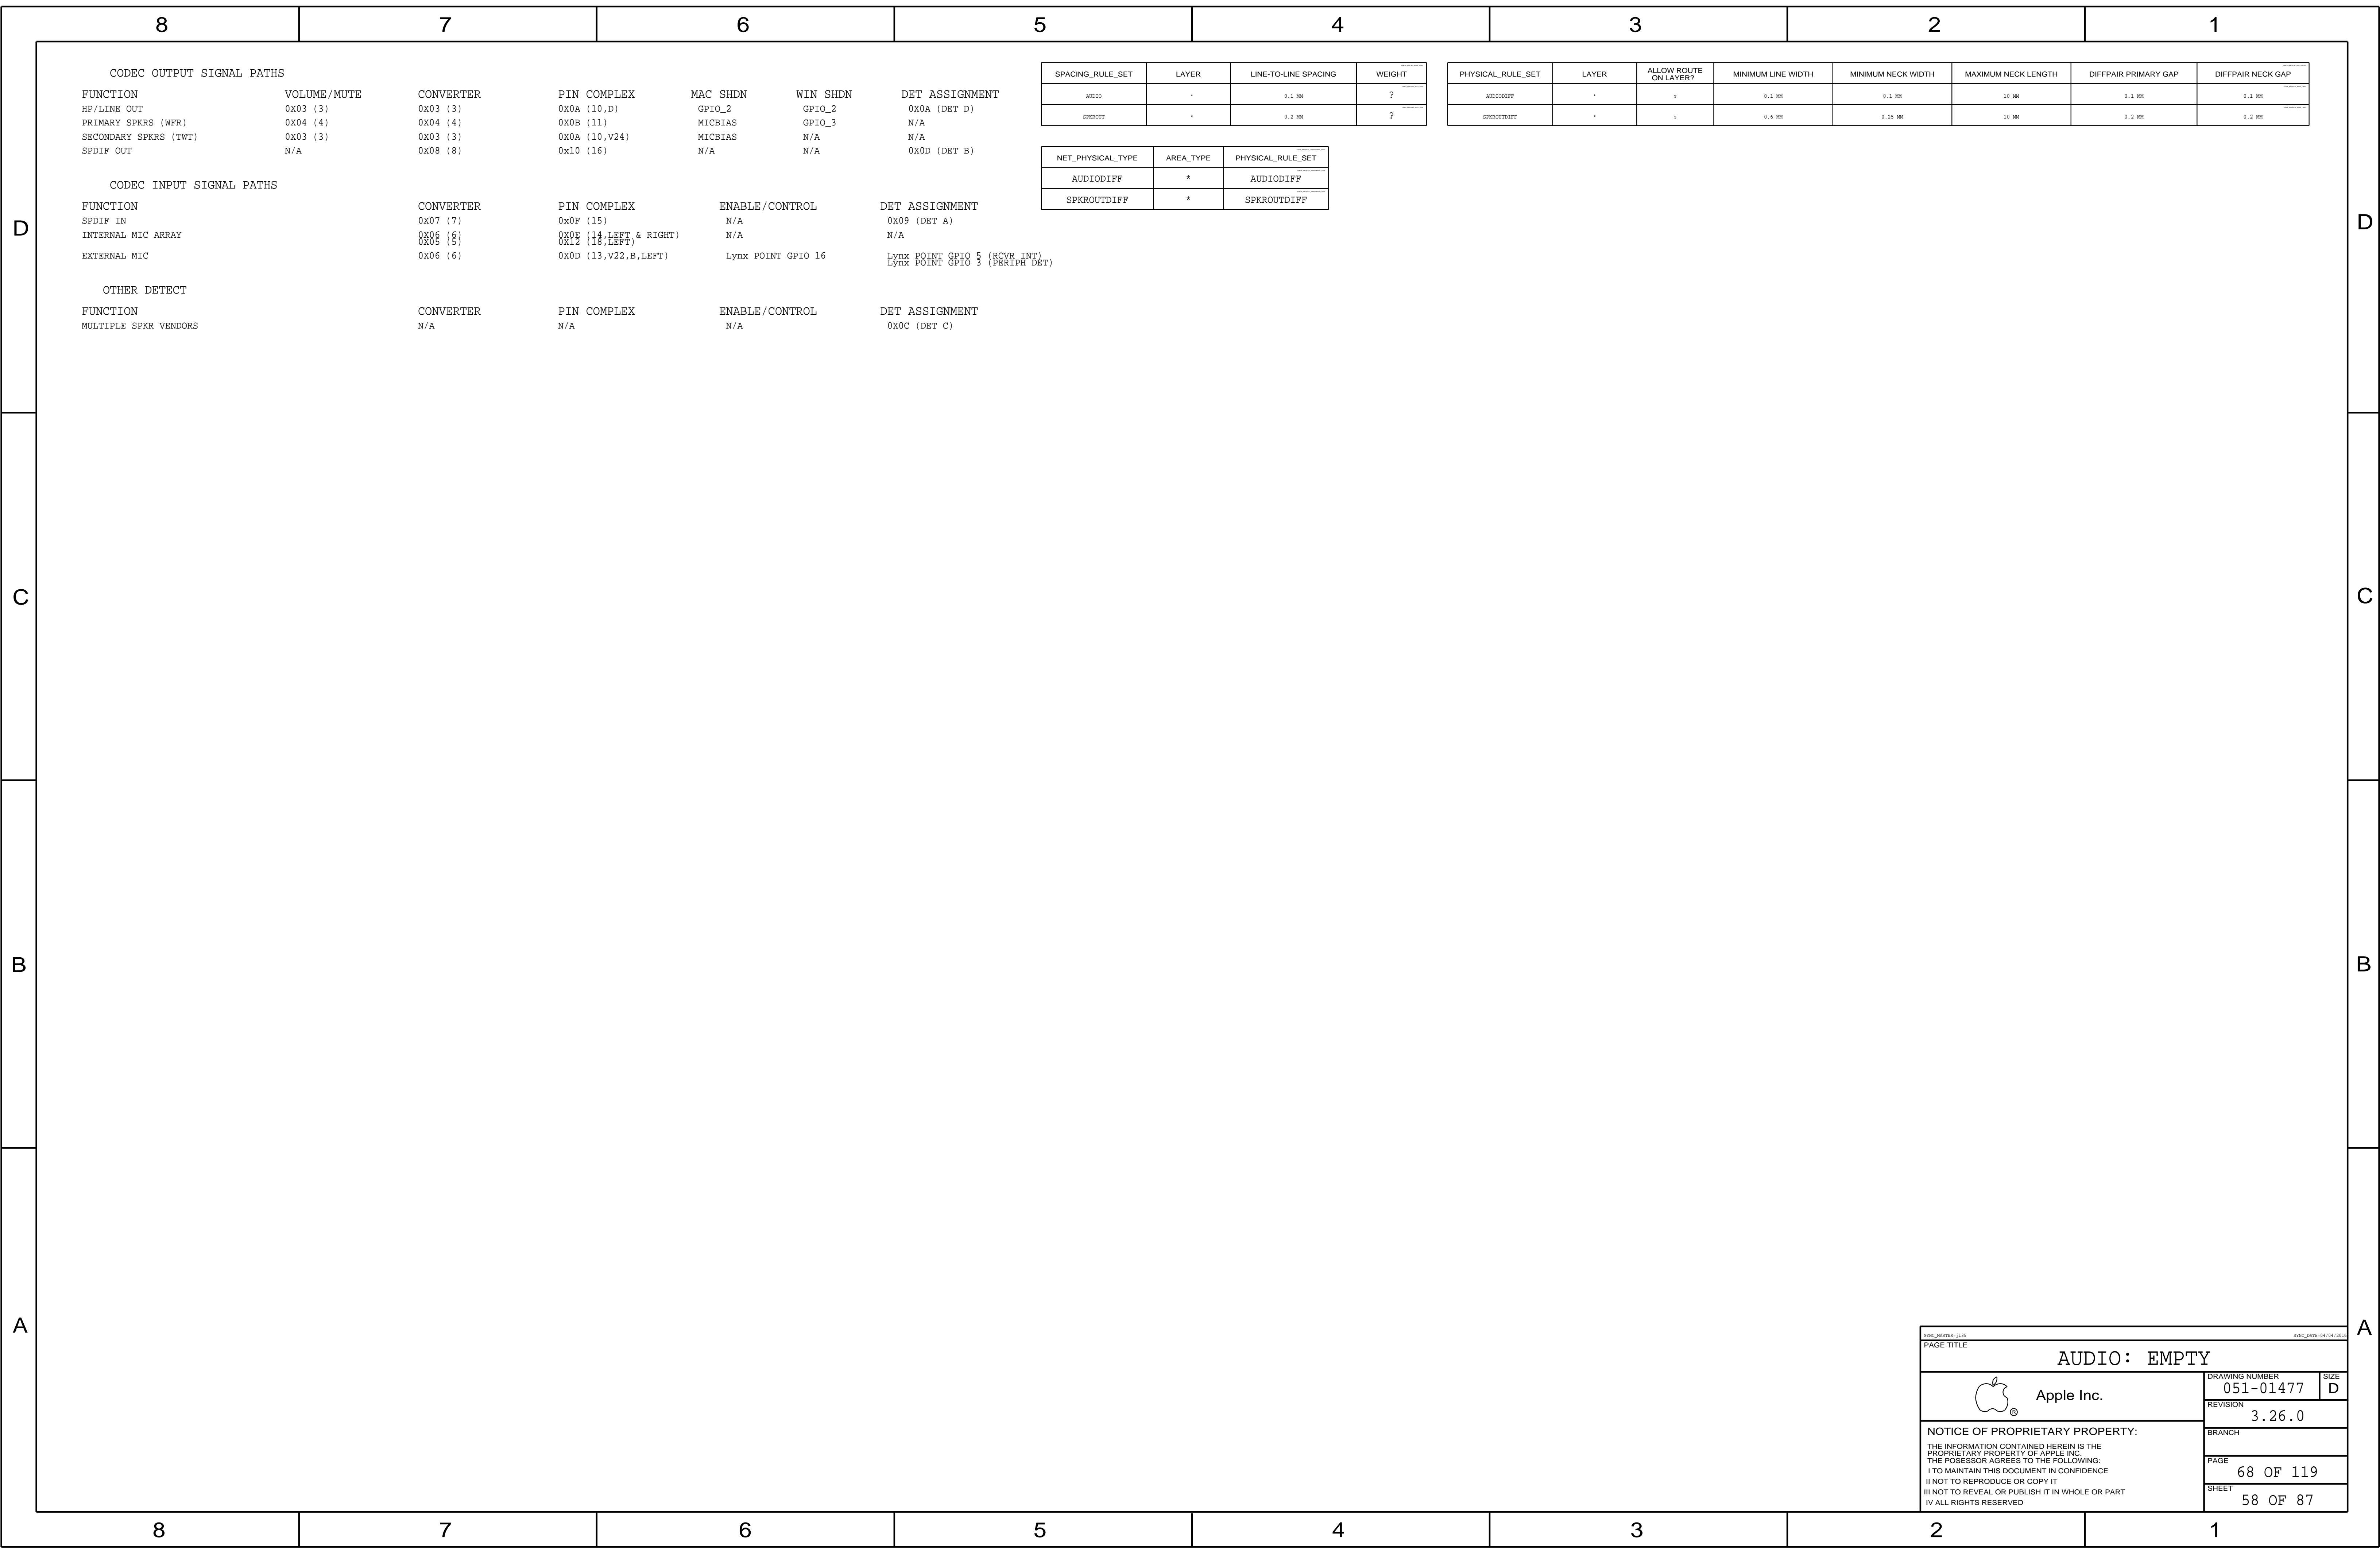 8 7 6 5 4 3 2 1
CODEC OUTPUT SIGNAL PATHS
FUNCTION VOLUME/MUTE CONVERTER PIN COMPLEX MAC SHDN WIN SHDN DET ASSIGNMENT
HP/LINE OUT 0X03 (3) 0X03 (3) 0X0A (10,D) GPIO_2 GPIO_2 0X0A (DET D)
PRIMARY SPKRS (WFR) 0X04 (4) 0X04 (4) 0X0B (11) MICBIAS GPIO_3 N/A
SECONDARY SPKRS (TWT) 0X03 (3) 0X03 (3) 0X0A (10,V24) MICBIAS N/A N/A
SPDIF OUT N/A 0X08 (8) 0x10 (16) N/A N/A 0X0D (DET B)
CODEC INPUT SIGNAL PATHS
FUNCTION CONVERTER PIN COMPLEX ENABLE/CONTROL DET ASSIGNMENT
SPDIF IN 0X07 (7) 0x0F (15) N/A 0X09 (DET A)
INTERNAL MIC ARRAY 0X06 (6) 0X0E (14,LEFT & RIGHT) N/A N/A
0X05 (5) 0X12 (18,LEFT)
EXTERNAL MIC 0X06 (6) 0X0D (13,V22,B,LEFT) Lynx POINT GPIO 16 Lynx POINT GPIO 5 (RCVR INT)
Lynx POINT GPIO 3 (PERIPH DET)
OTHER DETECT
FUNCTION CONVERTER PIN COMPLEX ENABLE/CONTROL DET ASSIGNMENT
MULTIPLE SPKR VENDORS N/A N/A N/A 0X0C (DET C)
SPACING_RULE_SET LAYER LINE-TO-LINE SPACING WEIGHT
AUDIO * 0.1 MM ?
SPKROUT * 0.2 MM ?
PHYSICAL_RULE_SET LAYER ALLOW ROUTE ON LAYER? MINIMUM LINE WIDTH MINIMUM NECK WIDTH MAXIMUM NECK LENGTH DIFFPAIR PRIMARY GAP DIFFPAIR NECK GAP
AUDIODIFF * Y 0.1 MM 0.1 MM 10 MM 0.1 MM 0.1 MM
SPKROUTDIFF * Y 0.6 MM 0.25 MM 10 MM 0.2 MM 0.2 MM
NET_PHYSICAL_TYPE AREA_TYPE PHYSICAL_RULE_SET
AUDIODIFF * AUDIODIFF
SPKROUTDIFF * SPKROUTDIFF
D D
C C
B B
A A
SYNC_MASTER=j135 SYNC_DATE=04/04/2016
PAGE TITLE
AUDIO: EMPTY
Apple Inc.
®
DRAWING NUMBER
051-01477
SIZE
D
REVISION
3.26.0
BRANCH
PAGE
68 OF 119
SHEET
58 OF 87
NOTICE OF PROPRIETARY PROPERTY:
THE INFORMATION CONTAINED HEREIN IS THE
PROPRIETARY PROPERTY OF APPLE INC.
THE POSESSOR AGREES TO THE FOLLOWING:
I TO MAINTAIN THIS DOCUMENT IN CONFIDENCE
II NOT TO REPRODUCE OR COPY IT
III NOT TO REVEAL OR PUBLISH IT IN WHOLE OR PART
IV ALL RIGHTS RESERVED
8 7 6 5 4 3 2 1